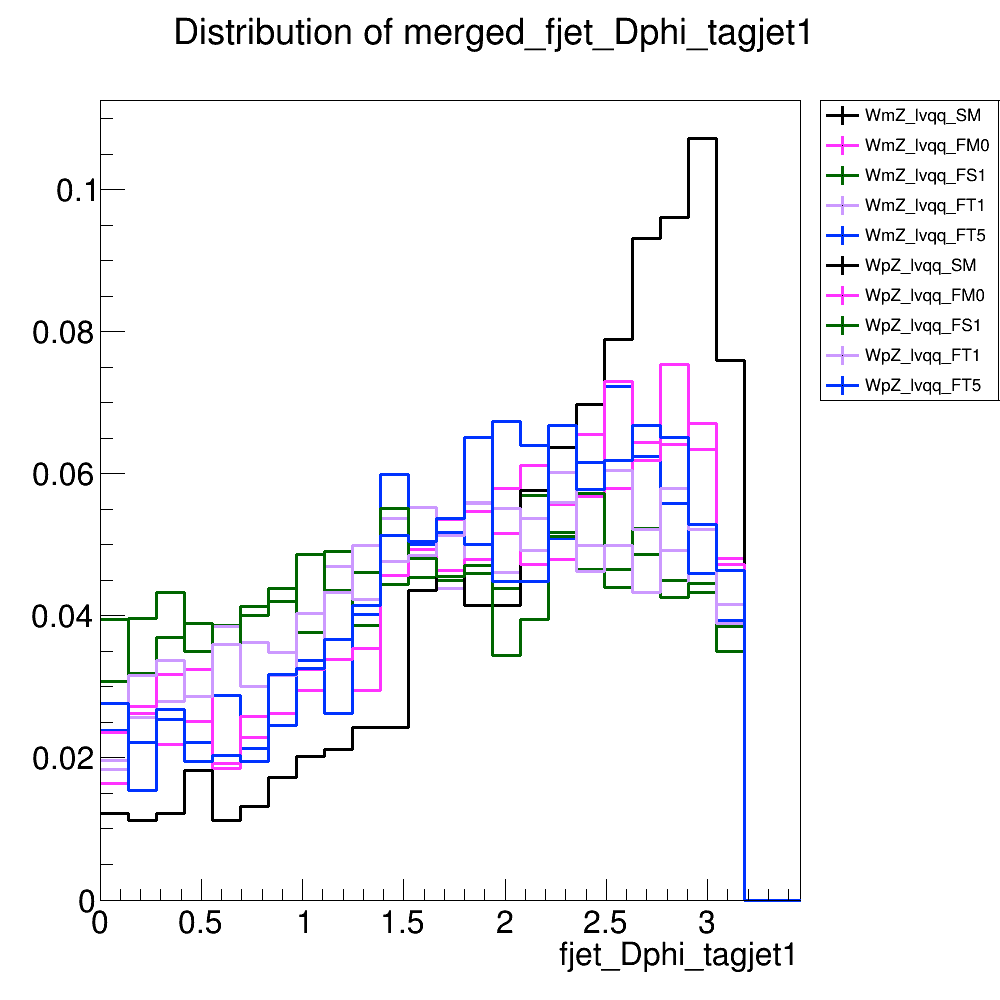 Distribution of merged_fjet_Dphi_tagjet1
WmZ_lvqq_SM
WmZ_lvqq_FM0
WmZ_lvqq_FS1
WmZ_lvqq_FT1
WmZ_lvqq_FT5
WpZ_lvqq_SM
WpZ_lvqq_FM0
WpZ_lvqq_FS1
WpZ_lvqq_FT1
WpZ_lvqq_FT5
0.1
0.08
0.06
0.04
0.02
0
0 0.5 1 1.5 2 2.5 3
fjet_Dphi_tagjet1